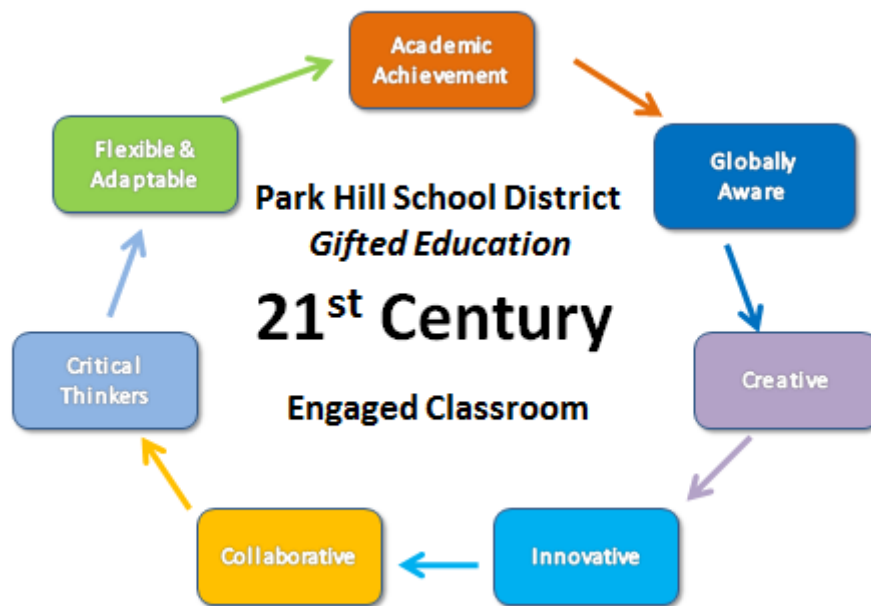 Academic
Achievement
Flexible &
Adaptable
Globally
Aware
Park Hill School District
Gifted Education
21st Century
Engaged Classroom
Critical
Thinkers
Creative
Collaborative
Innovative